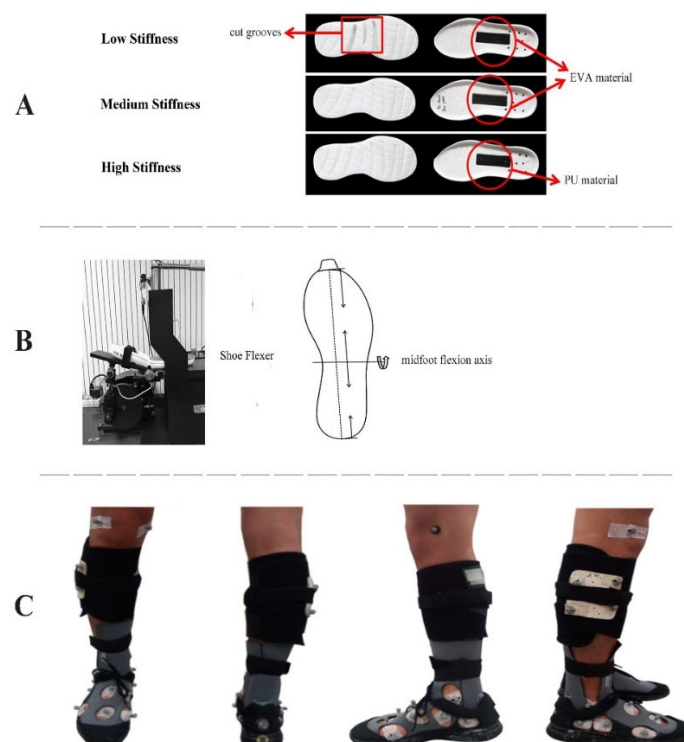 Low Stiffness
cut grooves
EVA material
A
Medium Stiffness
High Stiffness
PU material
B
Shoe Flexer
midfoot flexion axis
C